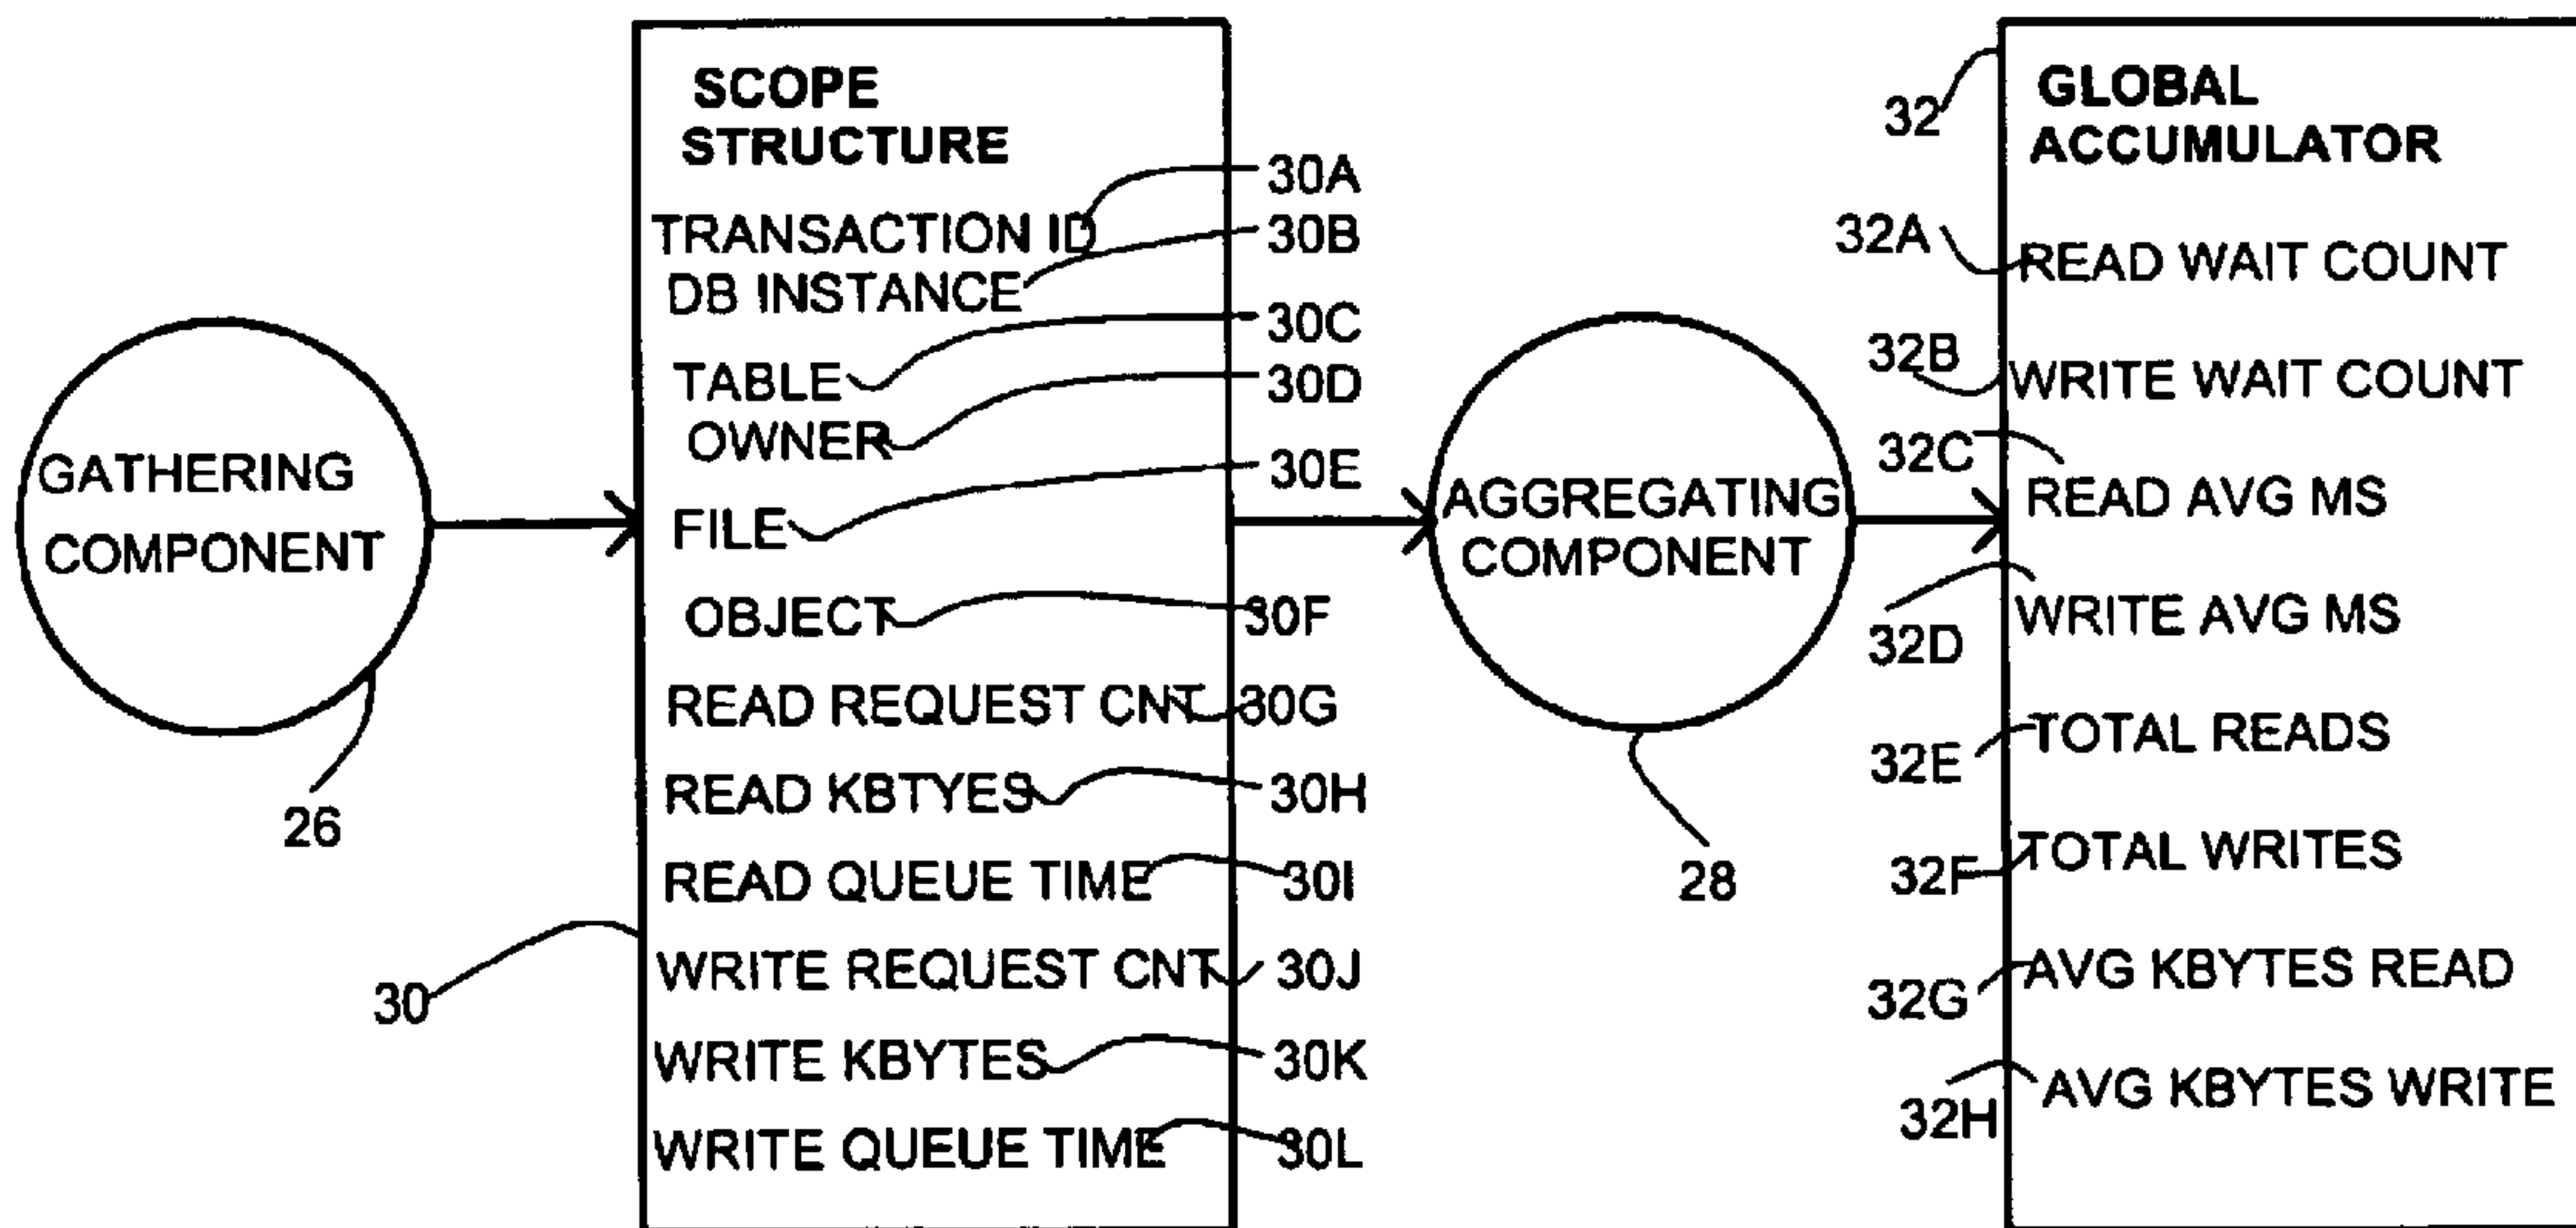 GATHERING
COMPONENT
26
SCOPE
STRUCTURE
TRANSACTION ID
30A
DB INSTANCE
30B
TABLE
30C
OWNER
30D
FILE
30E
OBJECT
30F
READ REQUEST CNT
30G
READ KBTYES
30H
READ QUEUE TIME
30I
WRITE REQUEST CNT
30J
WRITE KBYTES
30K
WRITE QUEUE TIME
30L
30
AGGREGATING
COMPONENT
28
32
GLOBAL
ACCUMULATOR
32A
READ WAIT COUNT
32B
WRITE WAIT COUNT
32C
READ AVG MS
32D
WRITE AVG MS
32E
TOTAL READS
32F
TOTAL WRITES
32G
AVG KBYTES READ
32H
AVG KBYTES WRITE